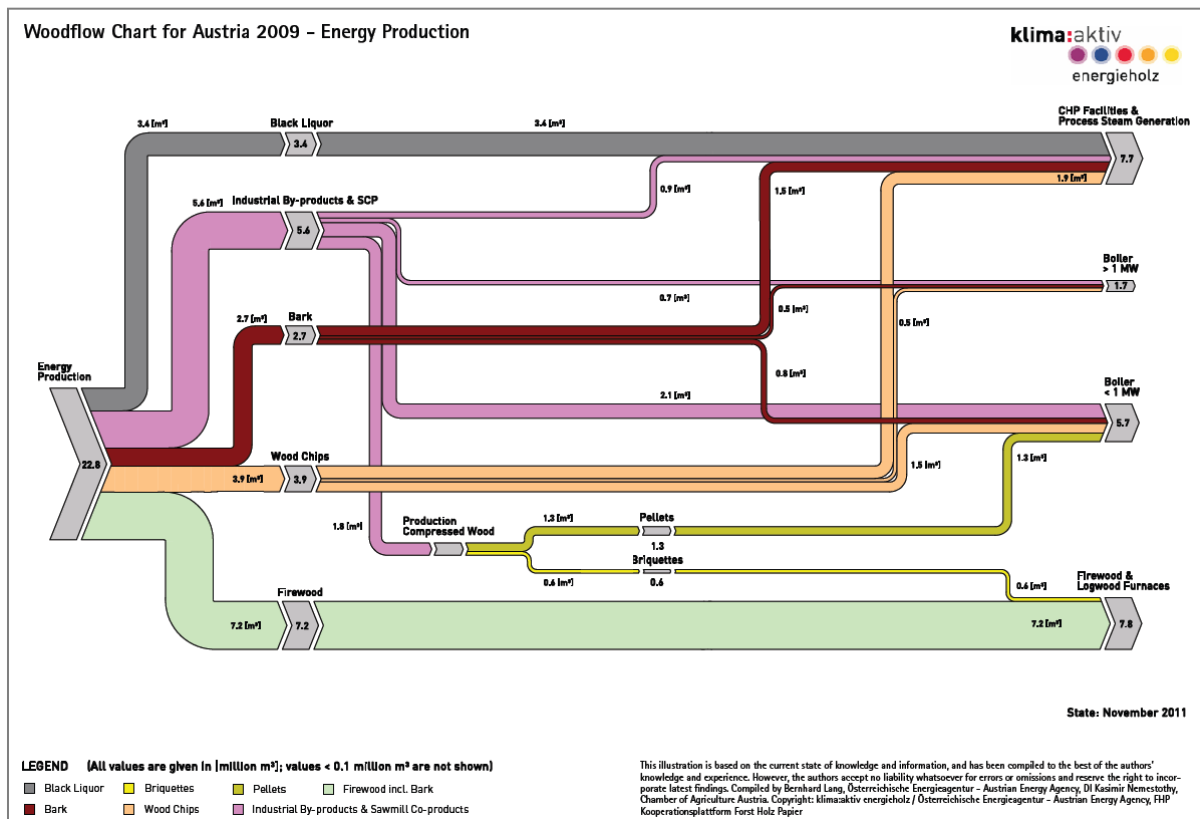 Woodflow Chart for Austria 2009 – Energy Production
klima:aktiv
energieholz
CHP Facilities &
Process Steam Generation
3.4 [m³]
Black Liquor
3.4 [m³]
3.4
7.7
1.9 [m³]
0.9 [m³]
1.5 [m³]
5.6 [m³]
Industrial By-products & SCP
5.6
Boiler
> 1 MW
1.7
0.7 [m³]
0.5 [m³]
0.5 [m³]
2.7 [m³]
Bark
2.7
Energy
Production
22.8
0.8 [m³]
2.1 [m³]
Boiler
< 1 MW
5.7
Wood Chips
3.9 [m³]
3.9
1.5 [m³]
1.3 [m³]
1.8 [m³]
Production
Compressed Wood
1.3 [m³]
Pellets
1.3
Briquettes
0.6 [m³]
0.6
0.6 [m³]
Firewood &
Logwood Furnaces
Firewood
7.2 [m³]
7.2
7.2 [m³]
7.8
State: November 2011
LEGEND (All values are given in [million m³]; values < 0.1 million m³ are not shown)
Black Liquor
Briquettes
Pellets
Firewood incl. Bark
Bark
Wood Chips
Industrial By-products & Sawmill Co-products
This illustration is based on the current state of knowledge and information, and has been compiled to the best of the authors'
knowledge and experience. However, the authors accept no liability whatsoever for errors or omissions and reserve the right to incor-
porate latest findings. Compiled by Bernhard Lang, Österreichische Energieagentur – Austrian Energy Agency, DI Kasimir Nemestothy,
Chamber of Agriculture Austria. Copyright: klima:aktiv energieholz / Österreichische Energieagentur – Austrian Energy Agency, FHP
Kooperationsplattform Forst Holz Papier